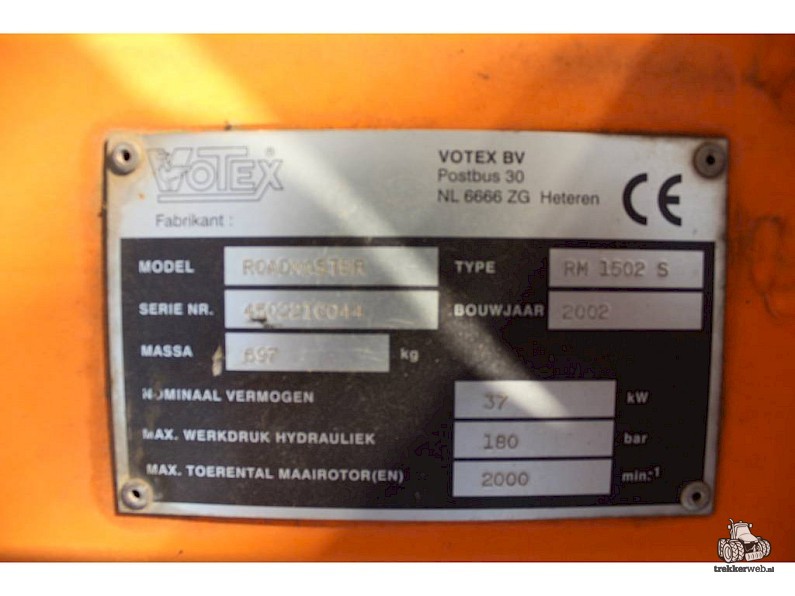 VOTEX®
VOTEX BV
Postbus 30
NL 6666 ZG Heteren
CE
Fabrikant :
MODEL ROADMASTER TYPE RM 1502 S
SERIE NR. BOUWJAAR 2002
MASSA 697 kg
NOMINAAL VERMOGEN 37 kW
MAX. WERKDRUK HYDRAULIEK 180 bar
MAX. TOERENTAL MAAIROTOR(EN) 2000 min.-1
trekkerweb.nl